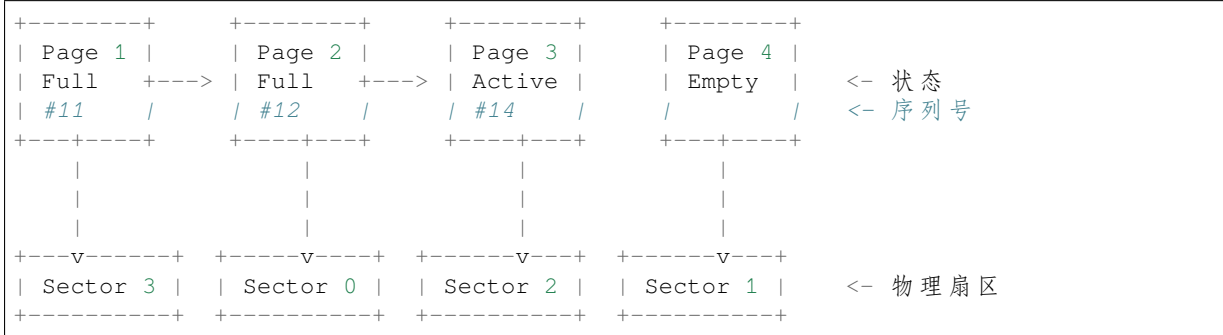 +--------+     +--------+     +--------+     +--------+
| Page 1 |     | Page 2 |     | Page 3 |     | Page 4 |
| Full   +---> | Full   +---> | Active |     | Empty  |   <- 状态
| #11    |     | #12    |     | #14    |     |        |   <- 序列号
+---+----+     +----+---+     +----+---+     +---+----+
    |               |              |             |
    |               |              |             |
    |               |              |             |
+---v------+  +-----v----+  +------v---+  +------v---+
| Sector 3 |  | Sector 0 |  | Sector 2 |  | Sector 1 |    <- 物理扇区
+----------+  +----------+  +----------+  +----------+